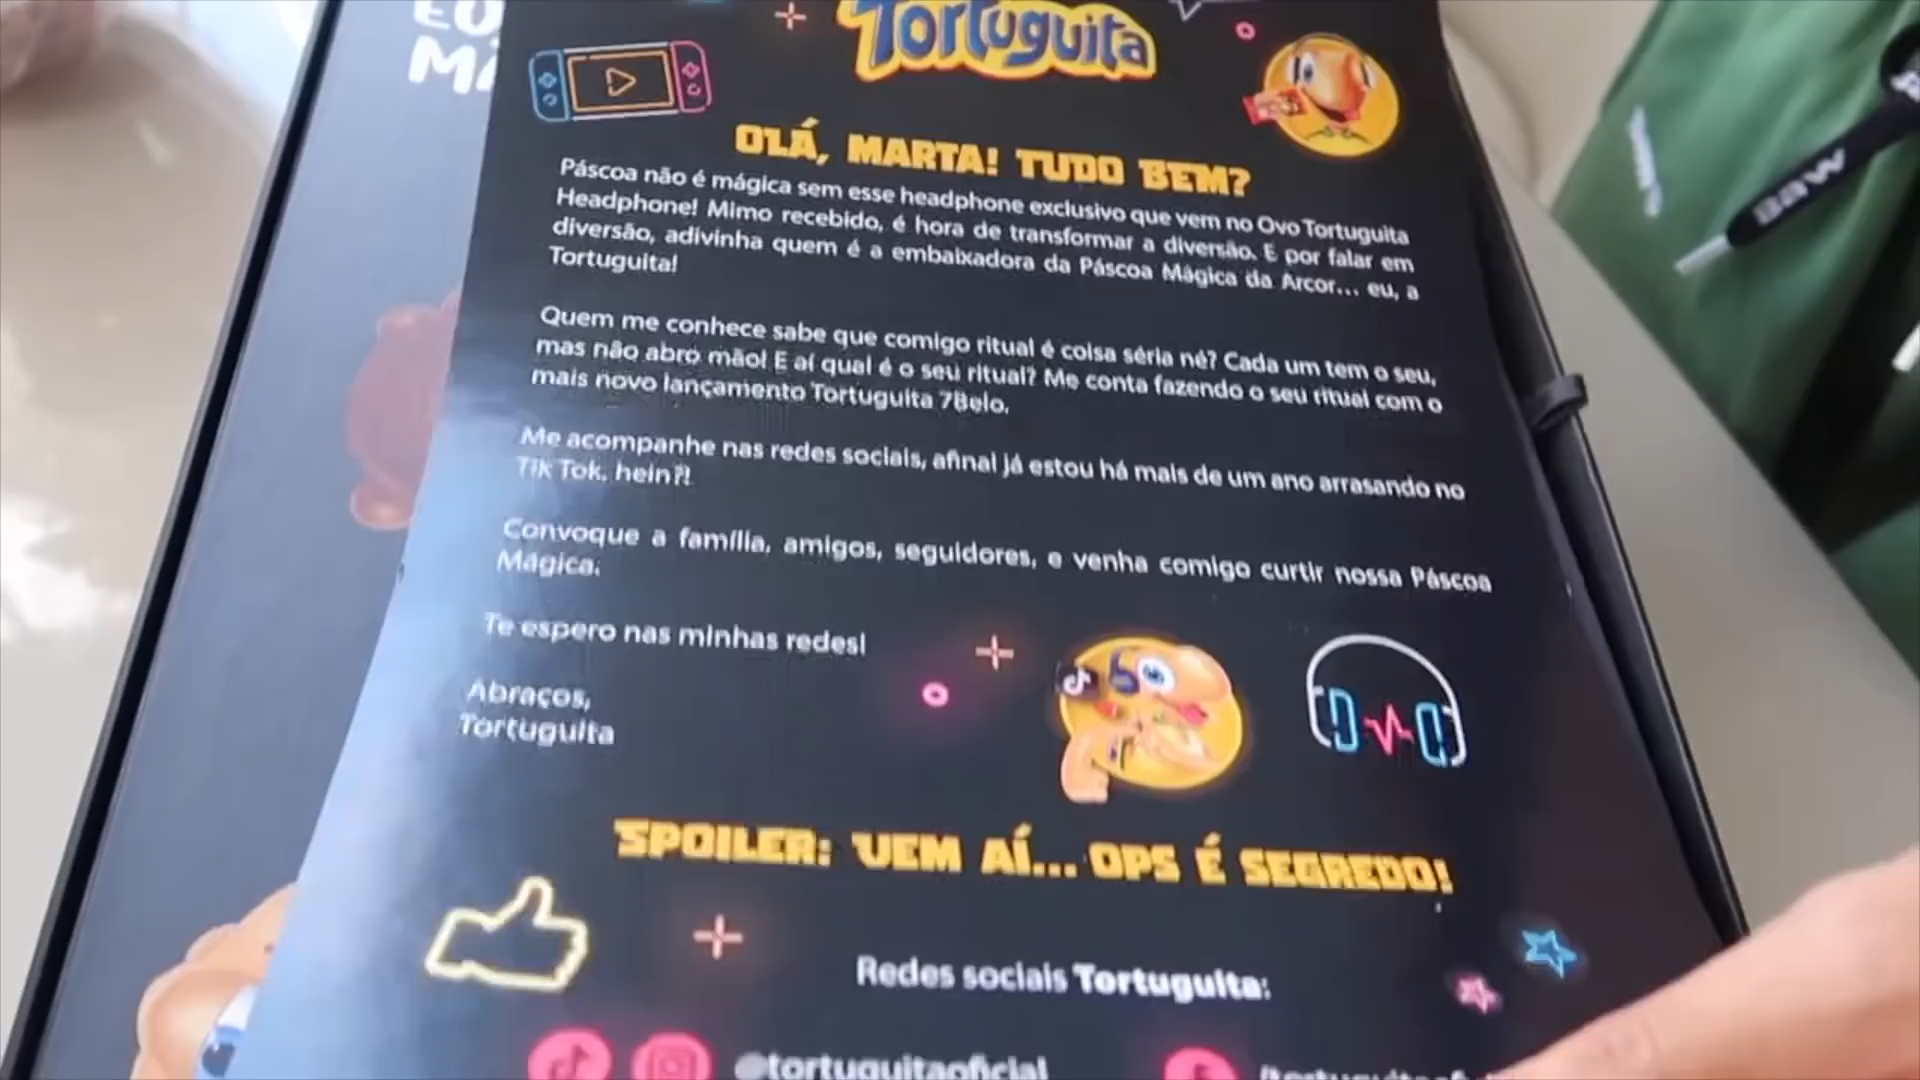 EU
Tortuguita
OLÁ, MARTA! TUDO BEM?
Páscoa não é mágica sem esse headphone exclusivo que vem no Ovo Tortuguita
Headphone! Mimo recebido, é hora de transformar a diversão. E por falar em
diversão, adivinha quem é a embaixadora da Páscoa Mágica da Arcor... eu, a
Tortuguita!
Quem me conhece sabe que comigo ritual é coisa séria né? Cada um tem o seu,
mas não abro mão! E aí qual é o seu ritual? Me conta fazendo o seu ritual com o
mais novo lançamento Tortuguita 7Belo.
Me acompanhe nas redes sociais, afinal já estou há mais de um ano arrasando no
Tik Tok, hein?!
Convoque a família, amigos, seguidores, e venha comigo curtir nossa Páscoa
Mágica.
Te espero nas minhas redes!
Abraços,
Tortuguita
SPOILER: VEM AÍ... OPS É SEGREDO!
Redes sociais Tortuguita:
@tortuguitaoficial